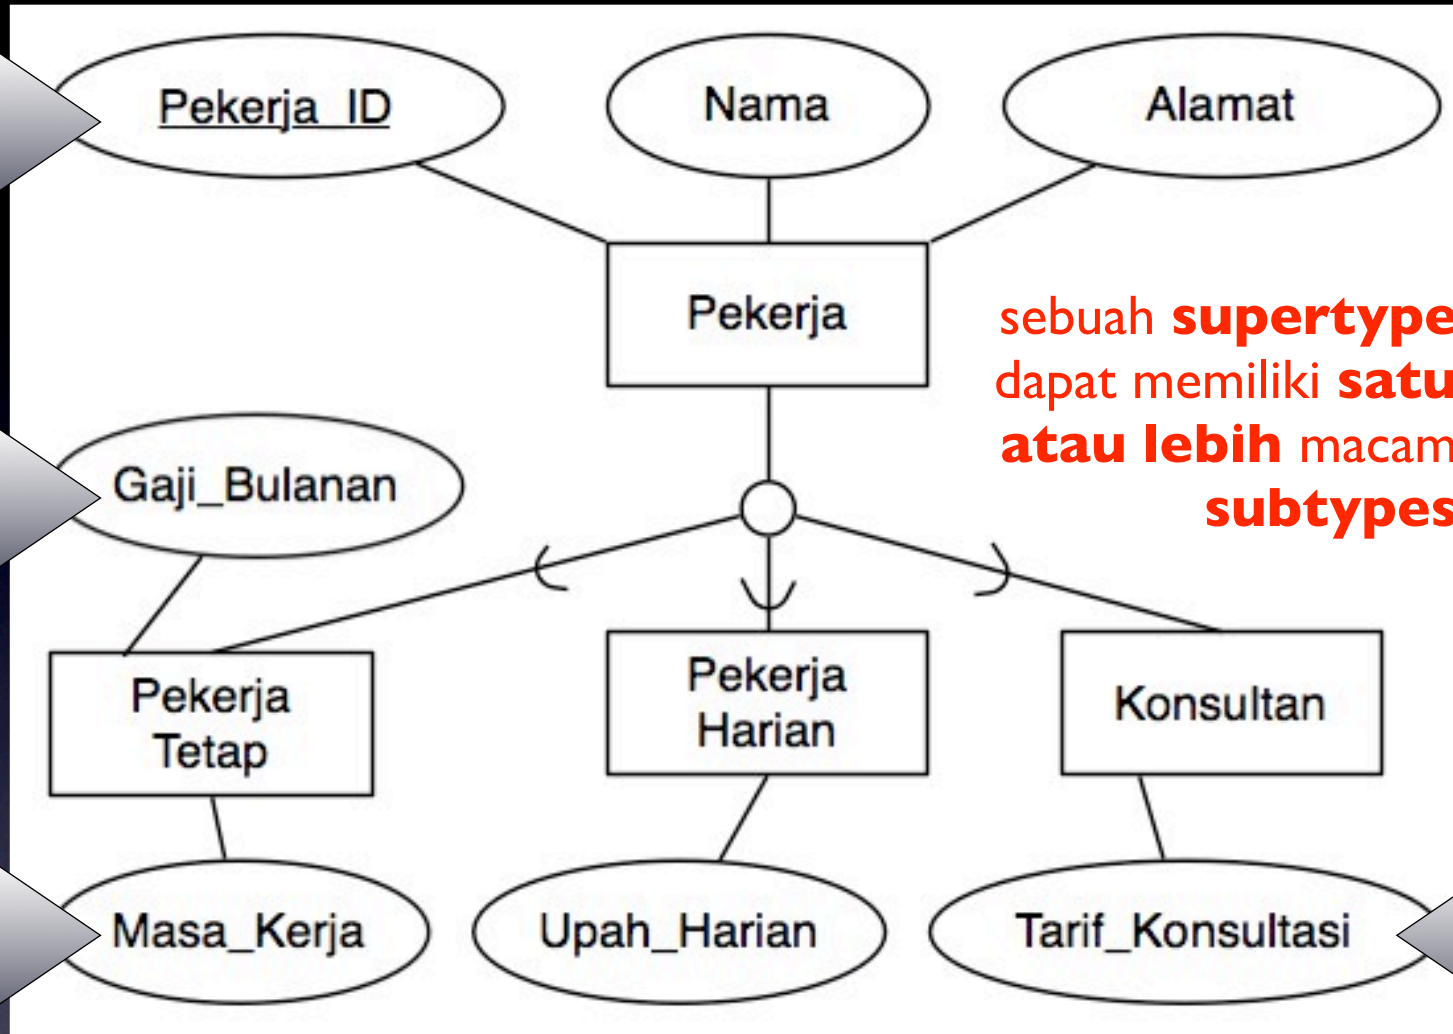 Pekerja_ID
Nama
Alamat
Pekerja
sebuah supertype
dapat memiliki satu
atau lebih macam
subtypes
Gaji_Bulanan
Pekerja
Tetap
Pekerja
Harian
Konsultan
Masa_Kerja
Upah_Harian
Tarif_Konsultasi